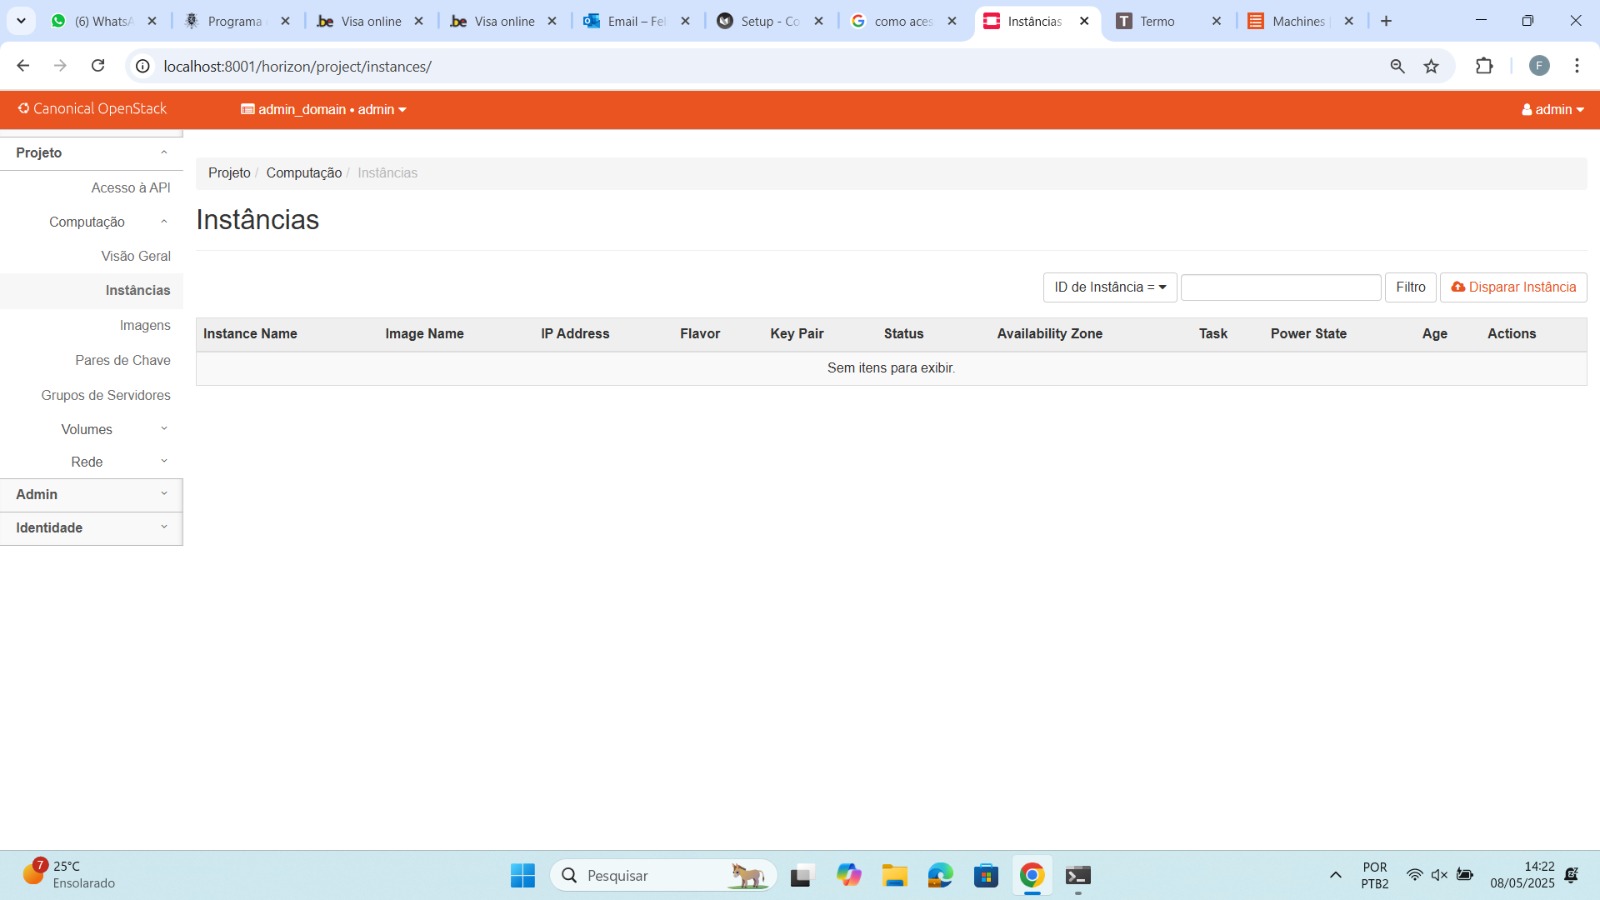 (6) WhatsA
Programa
Visa online
Visa online
Email – Fel
Setup - Co
como aces
Instâncias
Termo
Machines
localhost:8001/horizon/project/instances/
F
Canonical OpenStack
admin_domain • admin
admin
Projeto
Acesso à API
Computação
Visão Geral
Instâncias
Imagens
Pares de Chave
Grupos de Servidores
Volumes
Rede
Admin
Identidade
Projeto / Computação / Instâncias
Instâncias
ID de Instância =
Filtro
Disparar Instância
Instance Name Image Name IP Address Flavor Key Pair Status Availability Zone Task Power State Age Actions
Sem itens para exibir.
7
25°C
Ensolarado
Pesquisar
POR
PTB2
14:22
08/05/2025